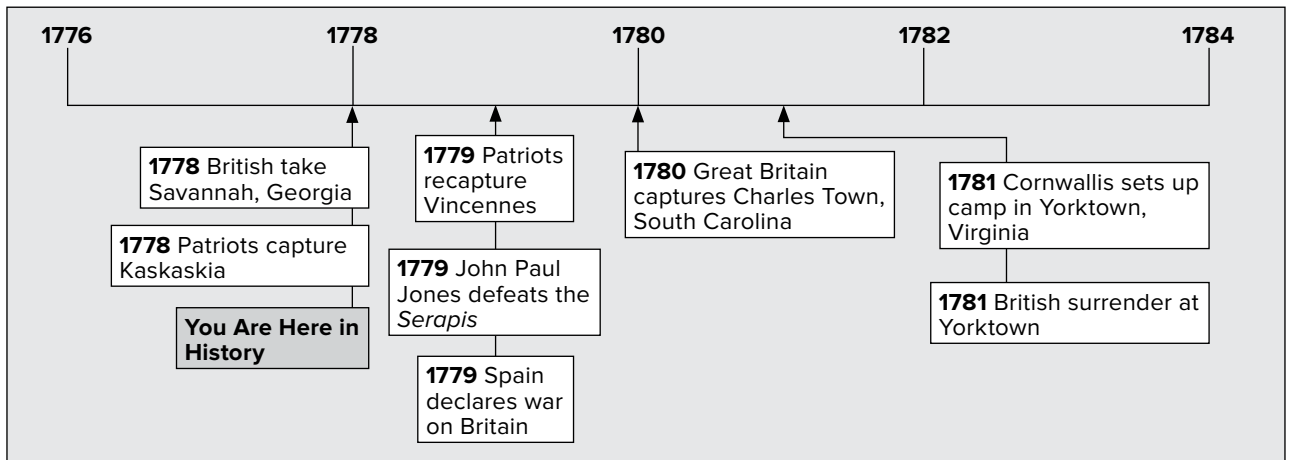 1776
1778
1780
1782
1784
1778 British take
Savannah, Georgia
1778 Patriots capture
Kaskaskia
You Are Here in
History
1779 Patriots
recapture
Vincennes
1779 John Paul
Jones defeats the
Serapis
1779 Spain
declares war
on Britain
1780 Great Britain
captures Charles Town,
South Carolina
1781 Cornwallis sets up
camp in Yorktown,
Virginia
1781 British surrender at
Yorktown